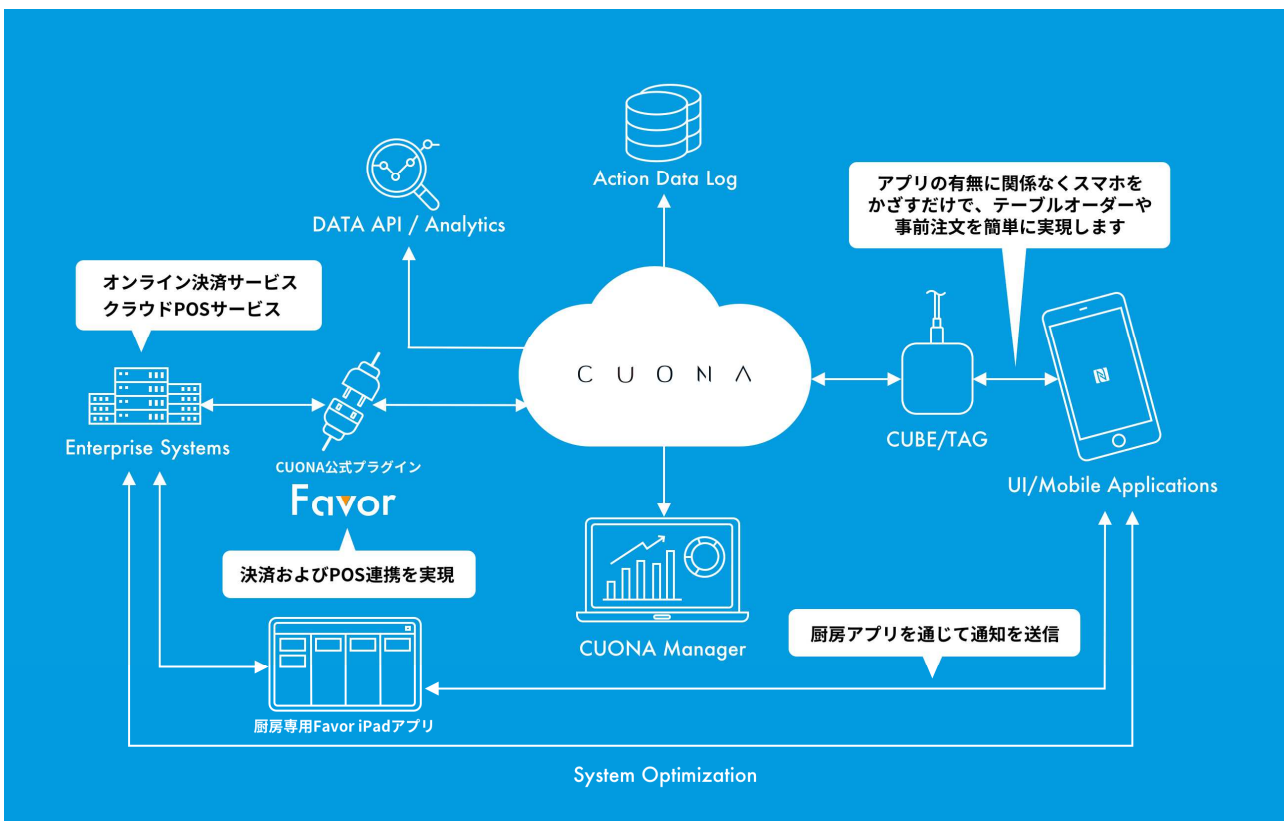 Action Data Log
DATA API / Analytics
アプリの有無に関係なくスマホを
かざすだけで、テーブルオーダーや
事前注文を簡単に実現します
オンライン決済サービス
クラウドPOSサービス
CUONA
Enterprise Systems
CUONA公式プラグイン
Favor
CUBE/TAG
UI/Mobile Applications
決済およびPOS連携を実現
CUONA Manager
厨房アプリを通じて通知を送信
厨房専用Favor iPadアプリ
System Optimization